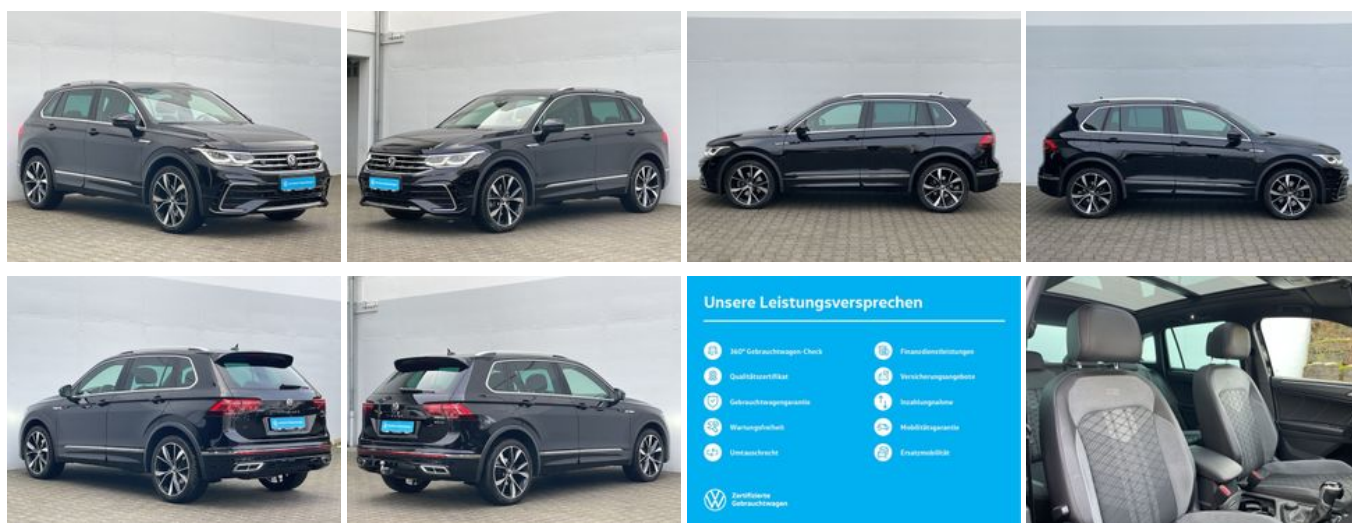 Unsere Leistungsversprechen
360° Gebrauchtwagen-Check
Finanzdienstleistungen
Qualitätszertifikat
Versicherungsangebote
Gebrauchtwagengarantie
Inzahlungnahme
Wartungsfreiheit
Mobilitätsgarantie
Umtauschrecht
Ersatzmobilität
Zertifizierte
Gebrauchtwagen